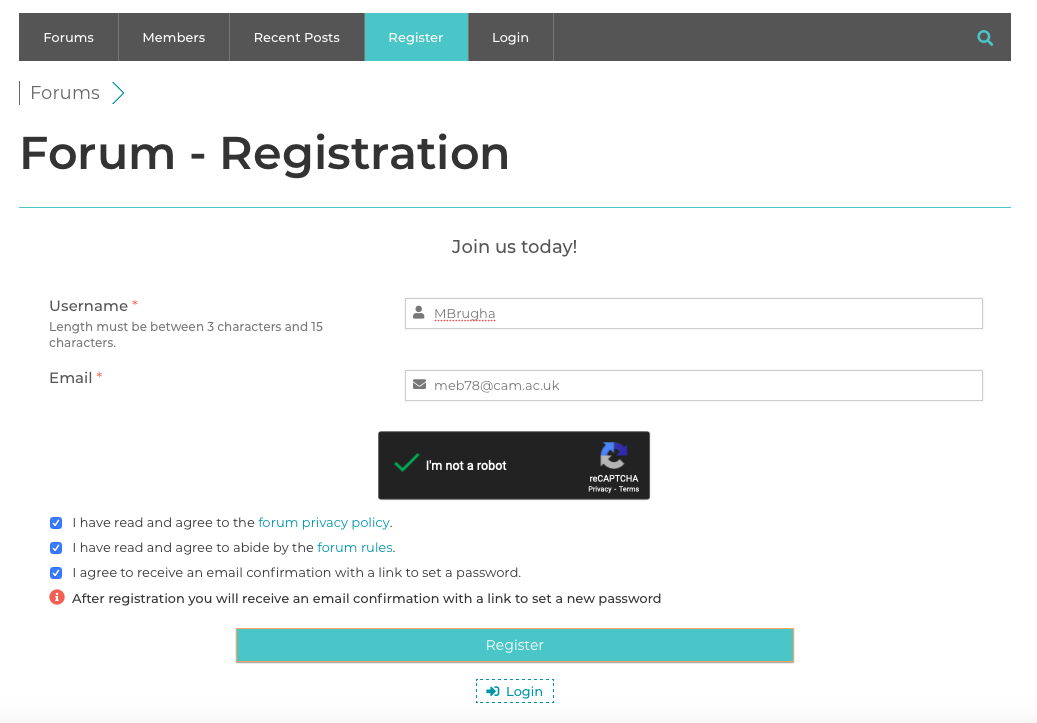 Forums Members Recent Posts Register Login
Forums
Forum - Registration
Join us today!
Username *
Length must be between 3 characters and 15
characters.
MBrugha
Email *
meb78@cam.ac.uk
I'm not a robot
reCAPTCHA
Privacy - Terms
I have read and agree to the forum privacy policy.
I have read and agree to abide by the forum rules.
I agree to receive an email confirmation with a link to set a password.
After registration you will receive an email confirmation with a link to set a new password
Register
Login